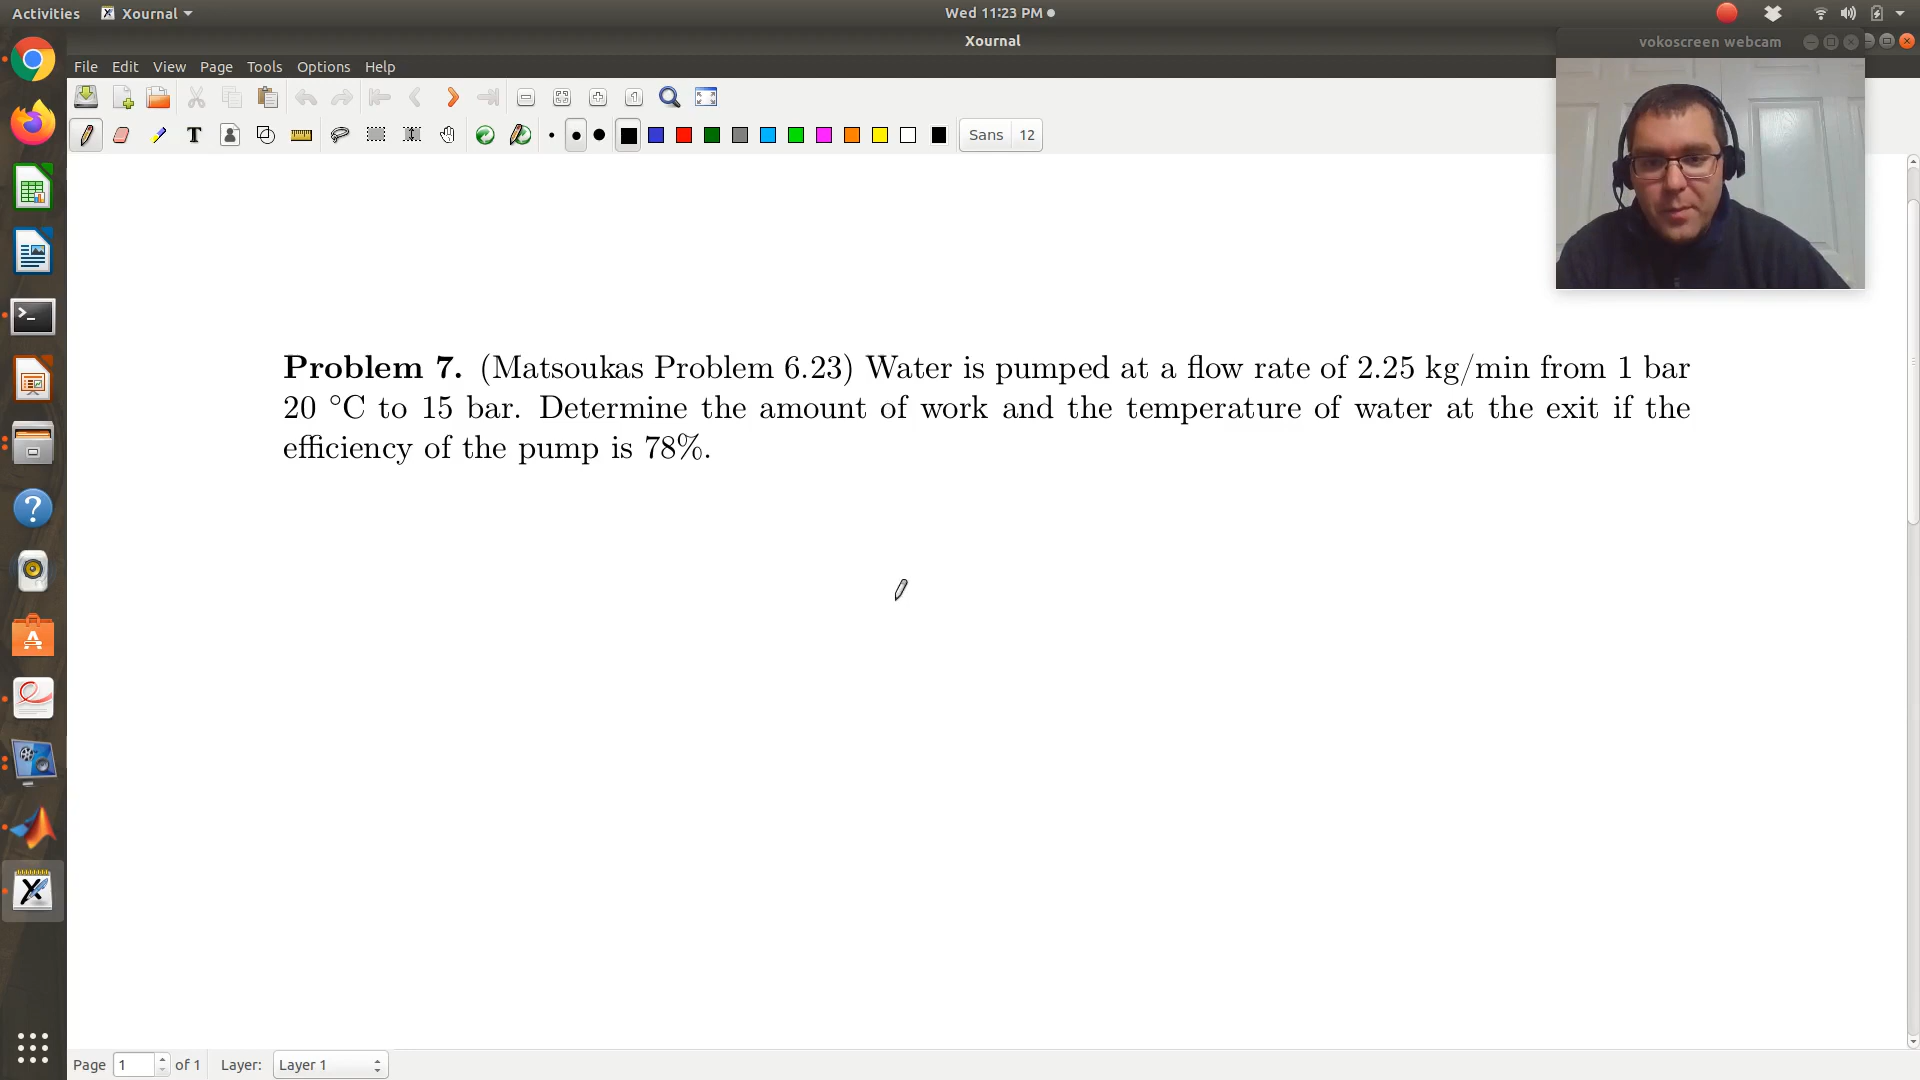 Activities Xournal Wed 11:23 PM
Xournal
vokoscreen webcam
File Edit View Page Tools Options Help
T Sans 12
Problem 7. (Matsoukas Problem 6.23) Water is pumped at a flow rate of 2.25 kg/min from 1 bar
20 °C to 15 bar. Determine the amount of work and the temperature of water at the exit if the
efficiency of the pump is 78%.
Page 1 of 1 Layer: Layer 1